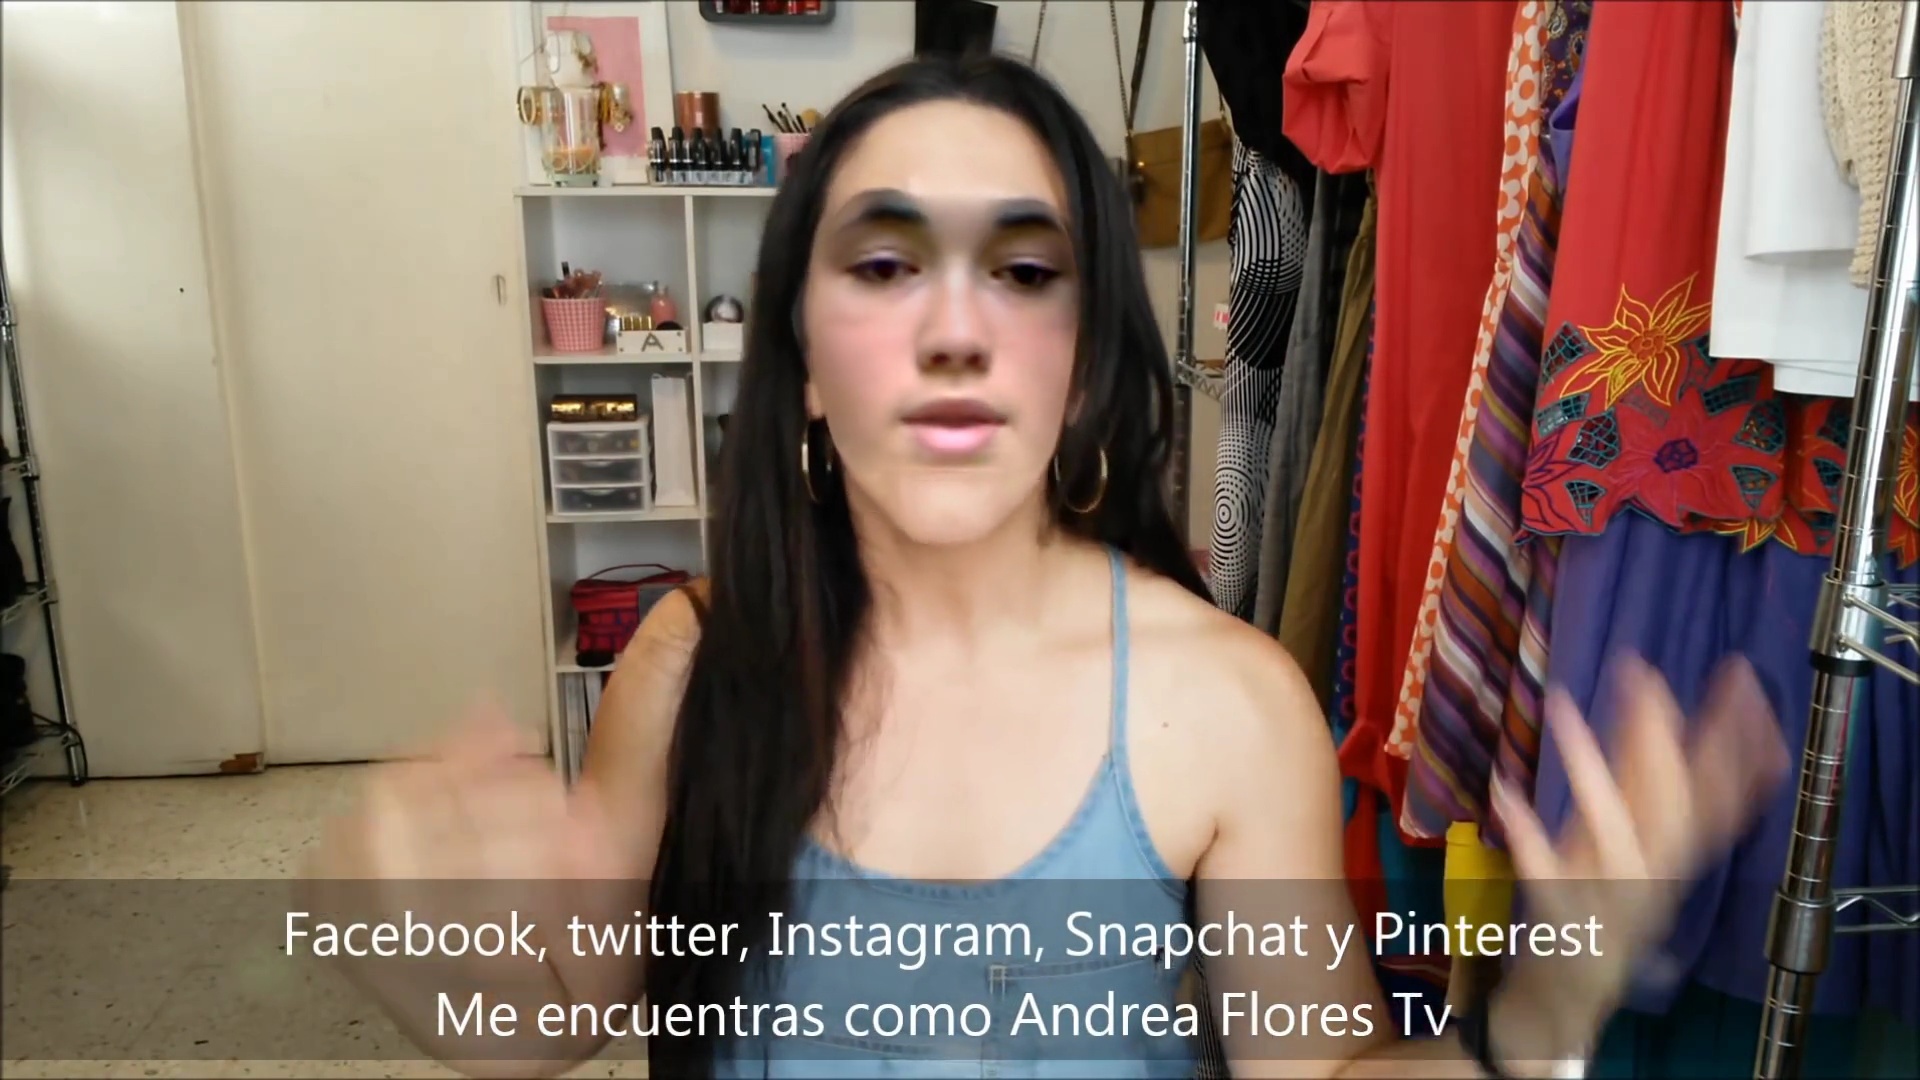 A
Facebook, twitter, Instagram, Snapchat y Pinterest
Me encuentras como Andrea Flores Tv